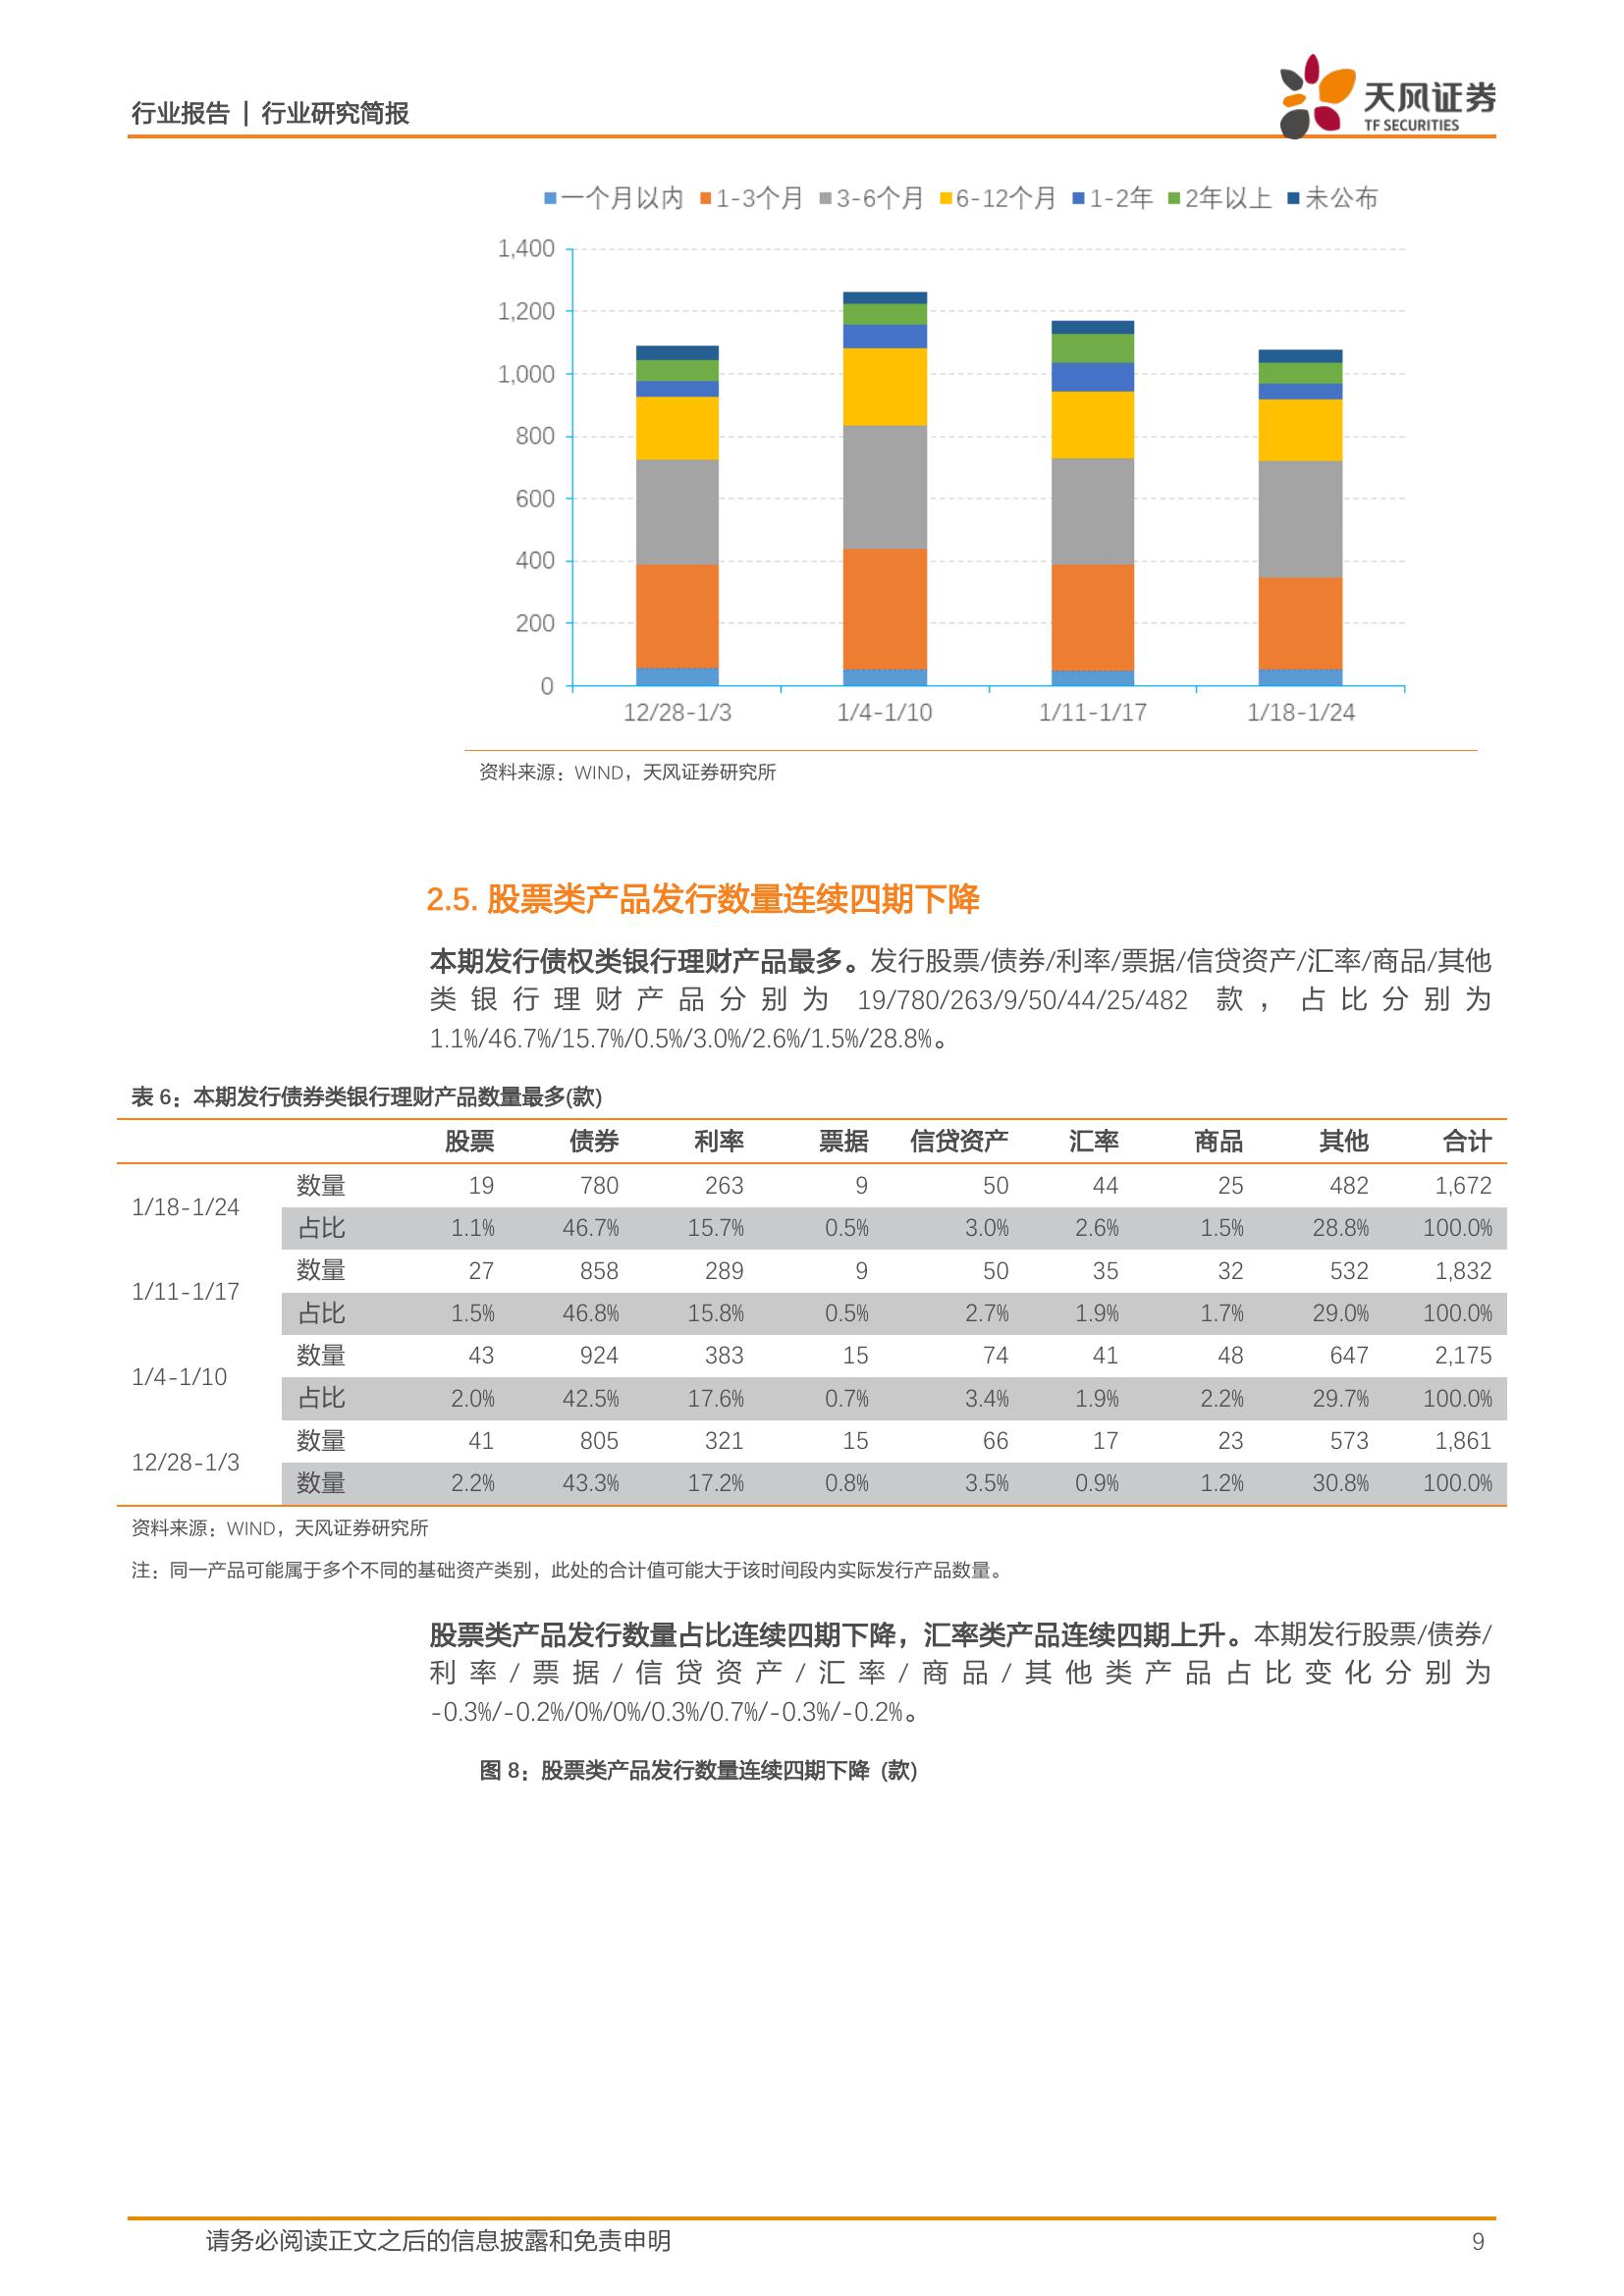 行业报告 | 行业研究简报
天风证券
TF SECURITIES
一个月以内 1-3个月 3-6个月 6-12个月 1-2年 2年以上 未公布
1,400
1,200
1,000
800
600
400
200
0
12/28-1/3 1/4-1/10 1/11-1/17 1/18-1/24
资料来源：WIND，天风证券研究所
2.5. 股票类产品发行数量连续四期下降
本期发行债权类银行理财产品最多。发行股票/债券/利率/票据/信贷资产/汇率/商品/其他
类银行理财产品分别为 19/780/263/9/50/44/25/482 款，占比分别为
1.1%/46.7%/15.7%/0.5%/3.0%/2.6%/1.5%/28.8%。
表 6：本期发行债券类银行理财产品数量最多(款)
股票 债券 利率 票据 信贷资产 汇率 商品 其他 合计
1/18-1/24 数量 19 780 263 9 50 44 25 482 1,672
占比 1.1% 46.7% 15.7% 0.5% 3.0% 2.6% 1.5% 28.8% 100.0%
1/11-1/17 数量 27 858 289 9 50 35 32 532 1,832
占比 1.5% 46.8% 15.8% 0.5% 2.7% 1.9% 1.7% 29.0% 100.0%
1/4-1/10 数量 43 924 383 15 74 41 48 647 2,175
占比 2.0% 42.5% 17.6% 0.7% 3.4% 1.9% 2.2% 29.7% 100.0%
12/28-1/3 数量 41 805 321 15 66 17 23 573 1,861
数量 2.2% 43.3% 17.2% 0.8% 3.5% 0.9% 1.2% 30.8% 100.0%
资料来源：WIND，天风证券研究所
注：同一产品可能属于多个不同的基础资产类别，此处的合计值可能大于该时间段内实际发行产品数量。
股票类产品发行数量占比连续四期下降，汇率类产品连续四期上升。本期发行股票/债券/
利率/票据/信贷资产/汇率/商品/其他类产品占比变化分别为
-0.3%/-0.2%/0%/0%/0.3%/0.7%/-0.3%/-0.2%。
图 8：股票类产品发行数量连续四期下降 (款)
请务必阅读正文之后的信息披露和免责申明 9